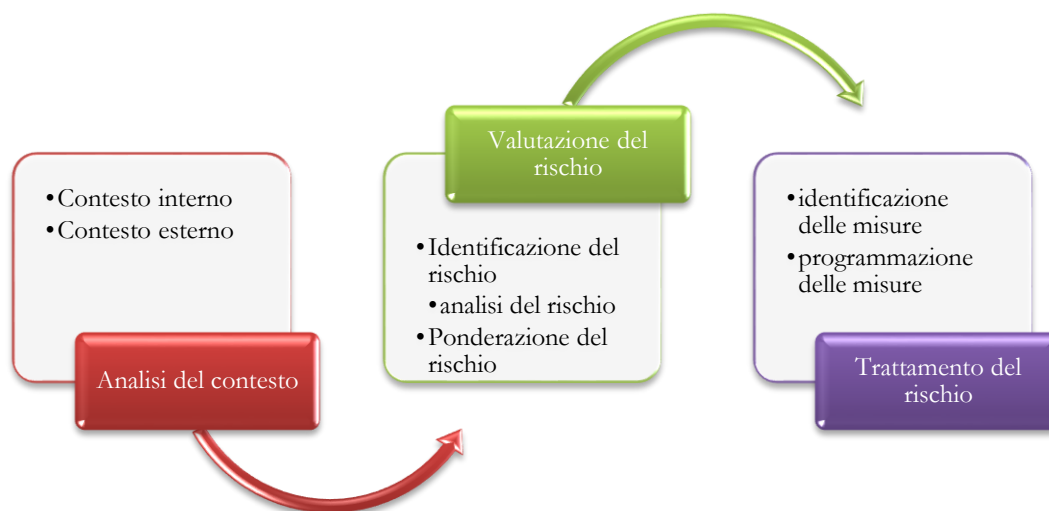 •Contesto interno
•Contesto esterno
Analisi del contesto
Valutazione del
rischio
•Identificazione del
rischio
•analisi del rischio
•Ponderazione del
rischio
•identificazione
delle misure
•programmazione
delle misure
Trattamento del
rischio